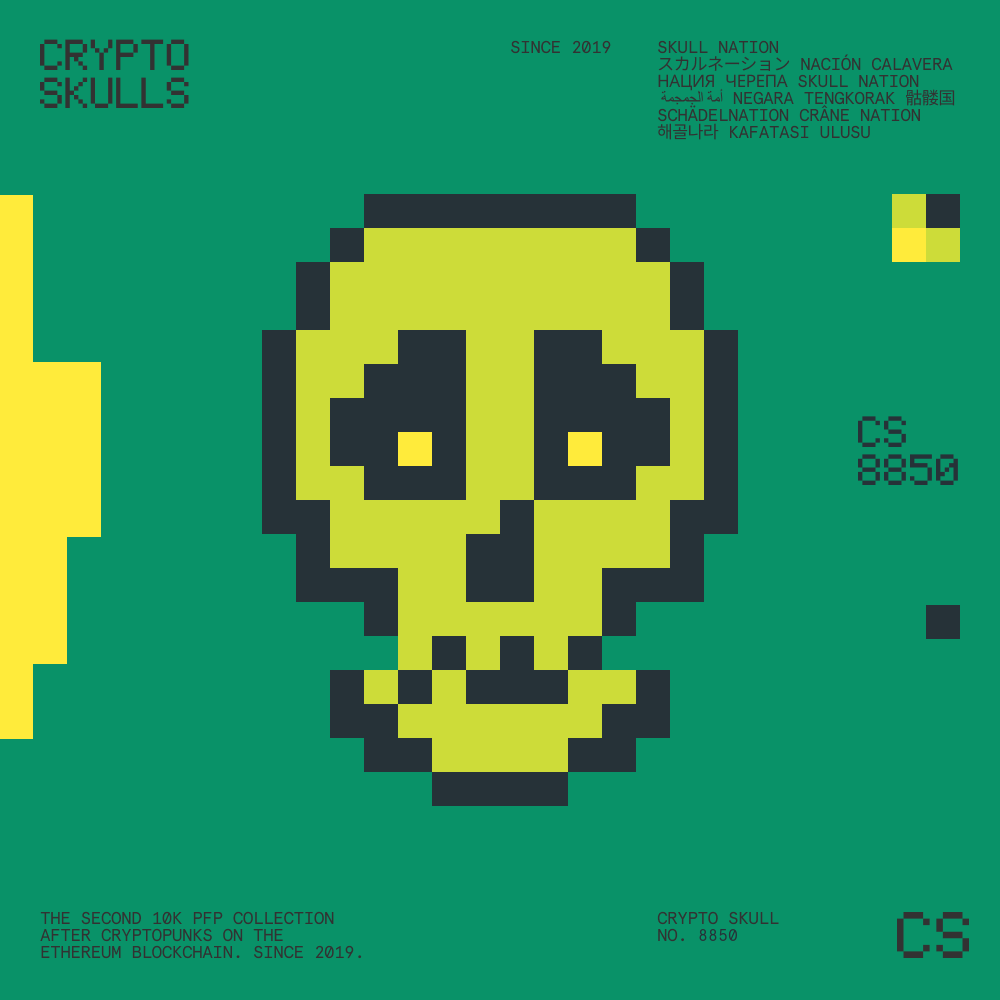 CRYPTO
SKULLS
SINCE 2019
SKULL NATION
スカルネーション NACIÓN CALAVERA
НАЦИЯ ЧЕРЕПА SKULL NATION
أمة الجمجمة NEGARA TENGKORAK 骷髅国
SCHÄDELNATION CRÂNE NATION
해골나라 KAFATASI ULUSU
CS
8850
THE SECOND 10K PFP COLLECTION
AFTER CRYPTOPUNKS ON THE
ETHEREUM BLOCKCHAIN. SINCE 2019.
CRYPTO SKULL
NO. 8850
CS